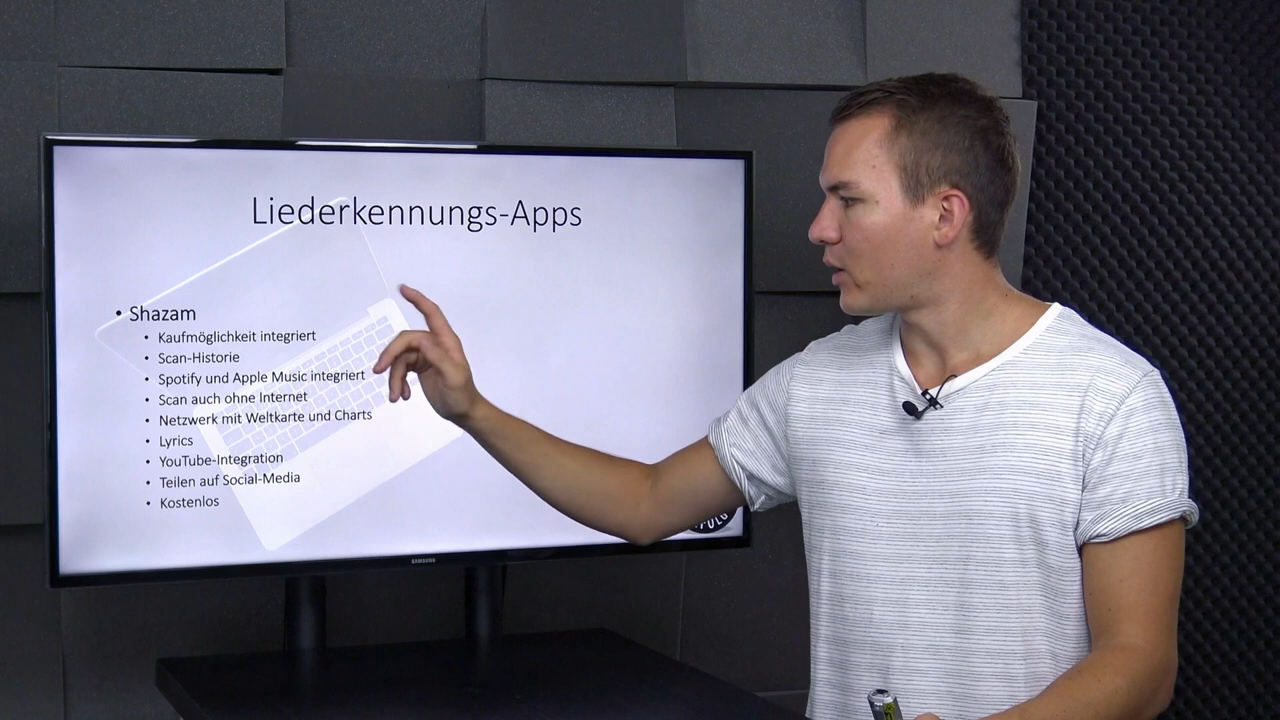 Liederkennungs-Apps
• Shazam
• Kaufmöglichkeit integriert
• Scan-Historie
• Spotify und Apple Music integriert
• Scan auch ohne Internet
• Netzwerk mit Weltkarte und Charts
• Lyrics
• YouTube-Integration
• Teilen auf Social-Media
• Kostenlos
SAMSUNG